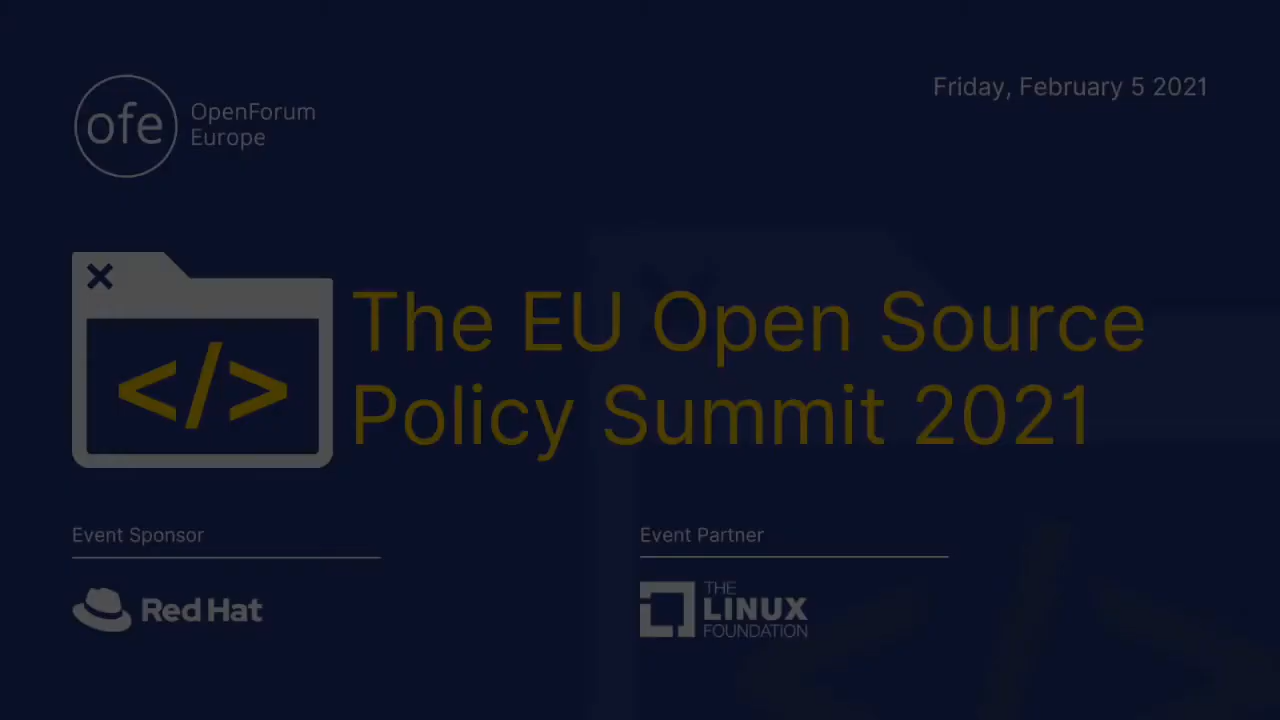 ofe OpenForum
Europe
Friday, February 5 2021
</>
The EU Open Source
Policy Summit 2021
Event Sponsor
Red Hat
Event Partner
THE
LINUX
FOUNDATION